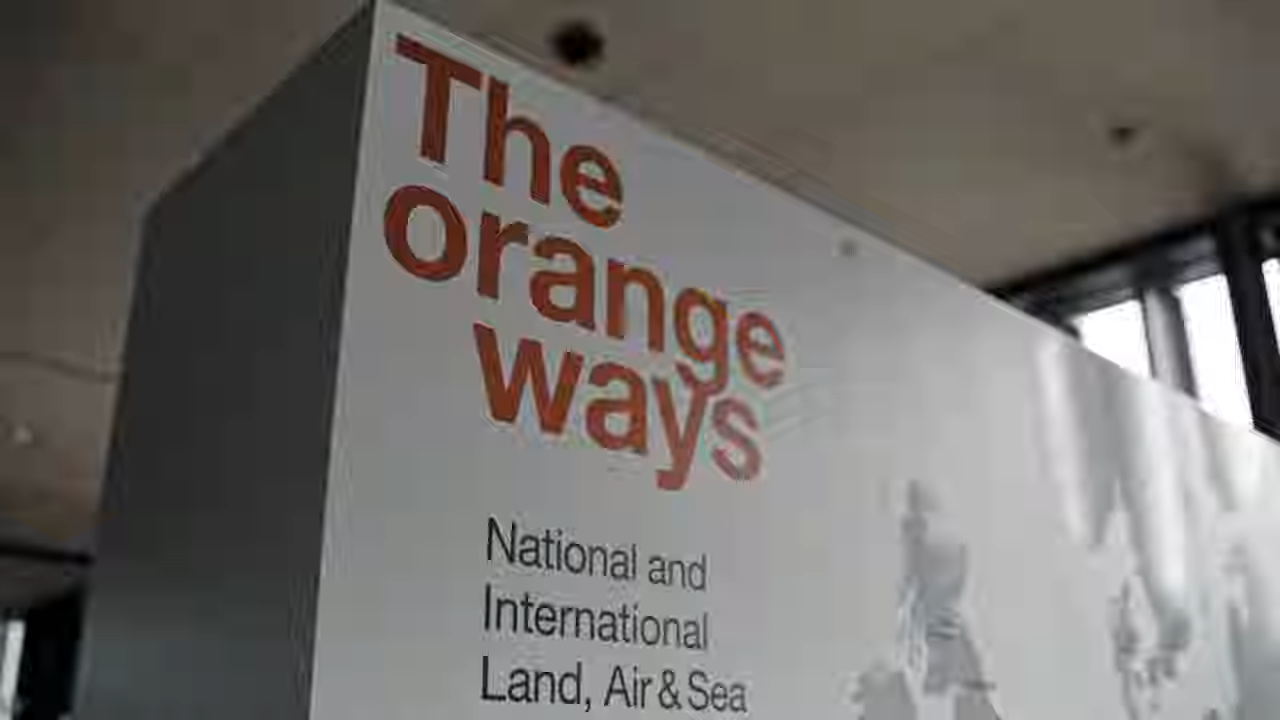 The
orange
ways
National and
International
Land, Air & Sea